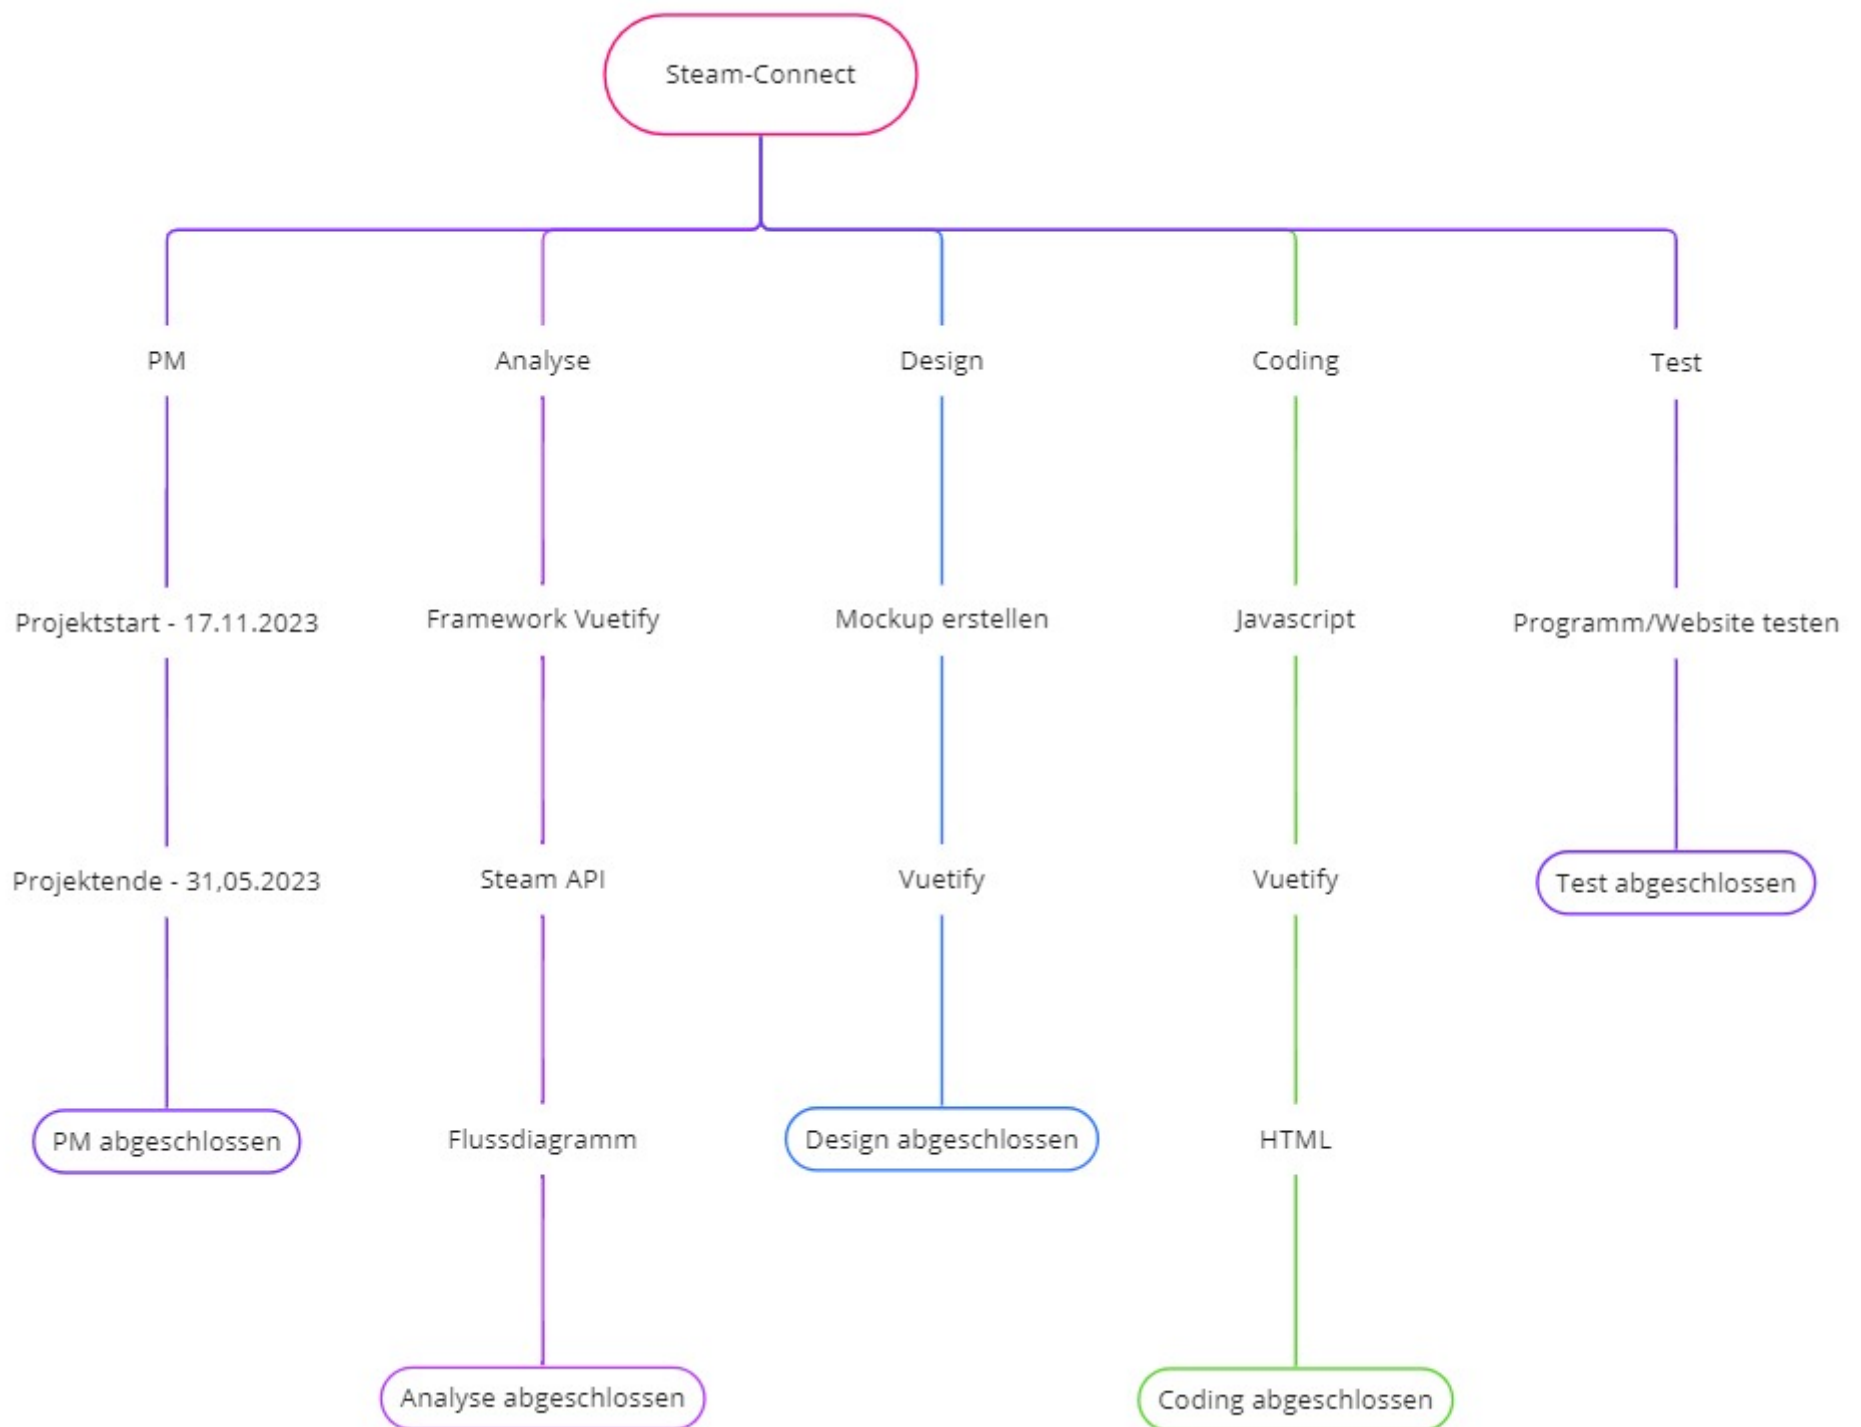 Steam-Connect
PM
Analyse
Design
Coding
Test
Projektstart - 17.11.2023
Framework Vuetify
Mockup erstellen
Javascript
Programm/Website testen
Projektende - 31,05.2023
Steam API
Vuetify
Vuetify
Test abgeschlossen
PM abgeschlossen
Flussdiagramm
Design abgeschlossen
HTML
Analyse abgeschlossen
Coding abgeschlossen